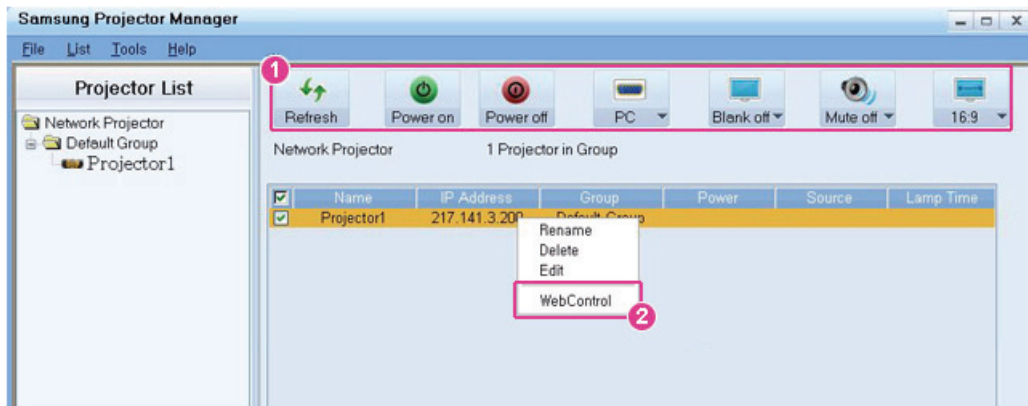 Samsung Projector Manager
File List Tools Help
Projector List
1
Refresh Power on Power off PC Blank off Mute off 16:9
Network Projector
Default Group
Projector1
Network Projector 1 Projector in Group
Name IP Address Group Power Source Lamp Time
Projector1 217.141.3.200 Default Group
Rename
Delete
Edit
WebControl
2